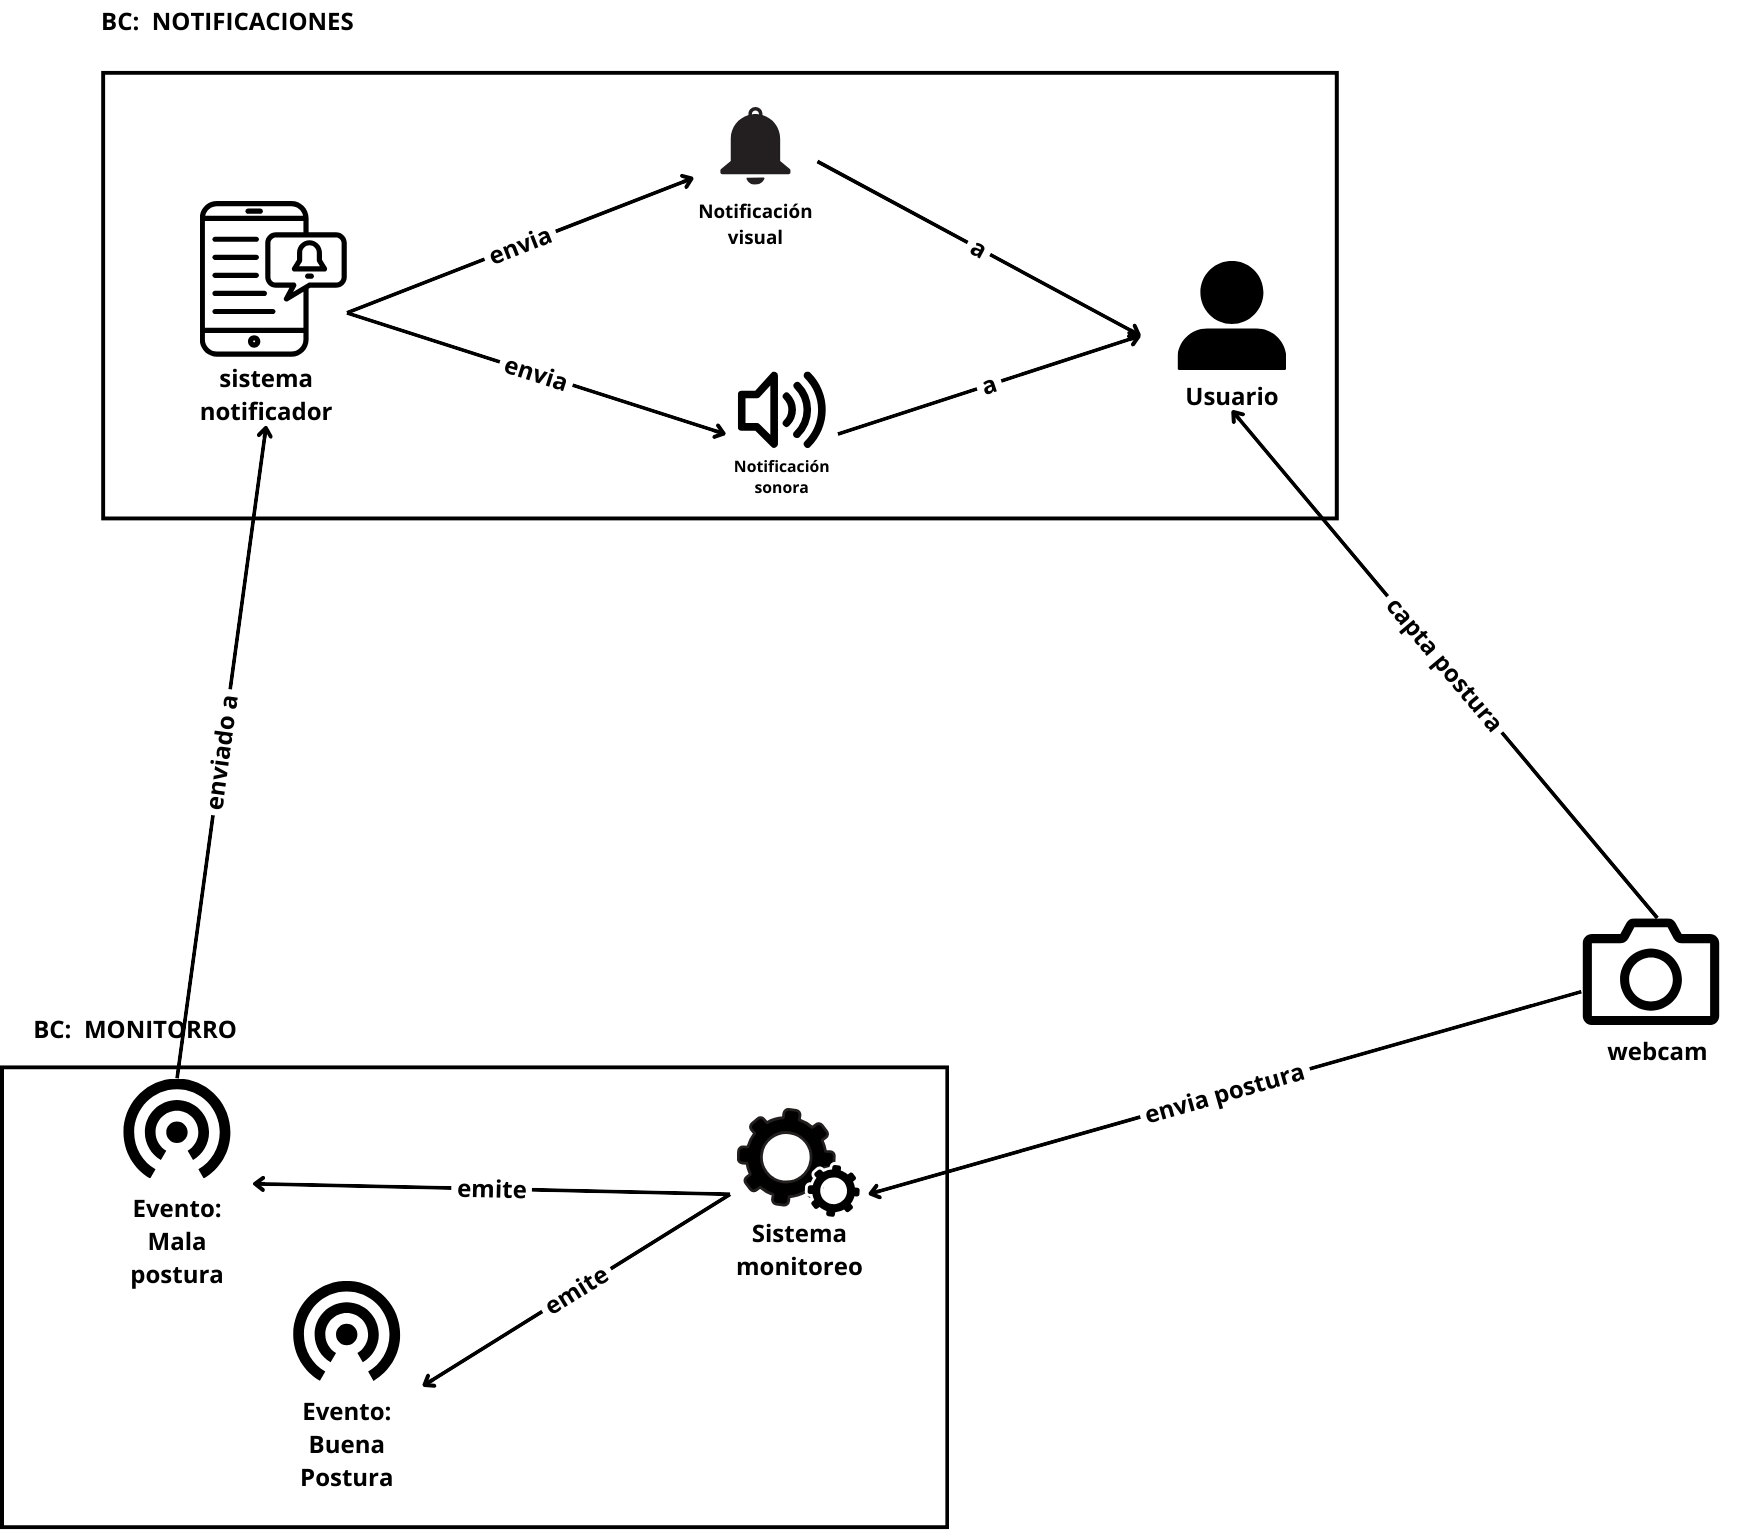 BC:  NOTIFICACIONES
Notificación
visual
envia
a
sistema
notificador
envia
a
Usuario
Notificación
sonora
capta postura
enviado a
BC:  MONITORRO
webcam
envia postura
emite
Evento:
Mala
postura
Sistema
monitoreo
emite
Evento:
Buena
Postura